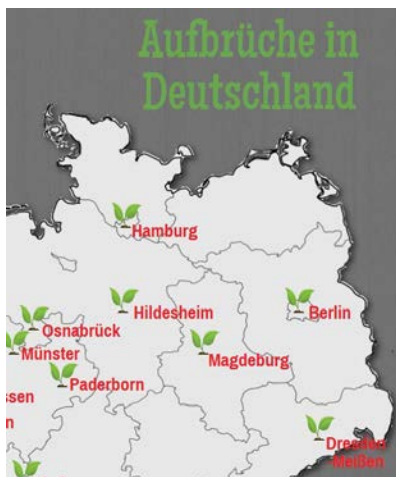 Aufbrüche in
Deutschland
Hamburg
Hildesheim
Berlin
Osnabrück
Münster
Magdeburg
Paderborn
ssen
n
Dresden
Meißen